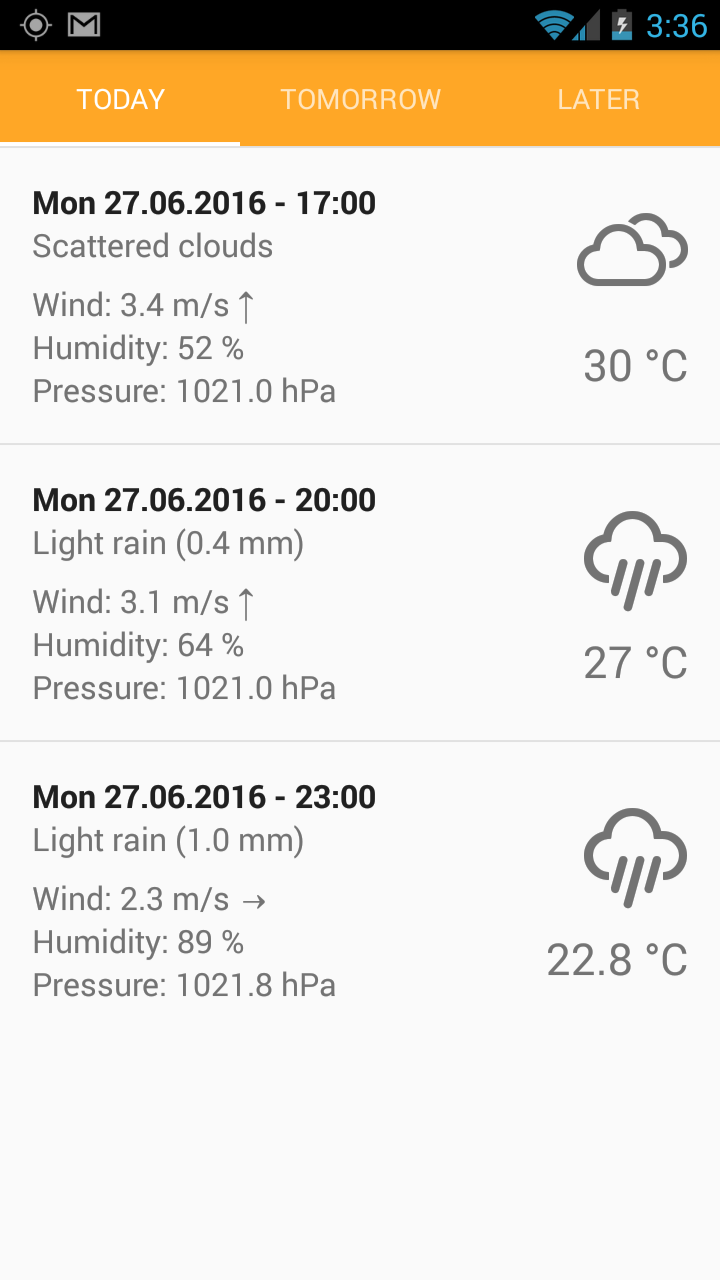 3:36
TODAY TOMORROW LATER
Mon 27.06.2016 - 17:00
Scattered clouds
Wind: 3.4 m/s ↑
Humidity: 52 %
Pressure: 1021.0 hPa
30 °C
Mon 27.06.2016 - 20:00
Light rain (0.4 mm)
Wind: 3.1 m/s ↑
Humidity: 64 %
Pressure: 1021.0 hPa
27 °C
Mon 27.06.2016 - 23:00
Light rain (1.0 mm)
Wind: 2.3 m/s →
Humidity: 89 %
Pressure: 1021.8 hPa
22.8 °C